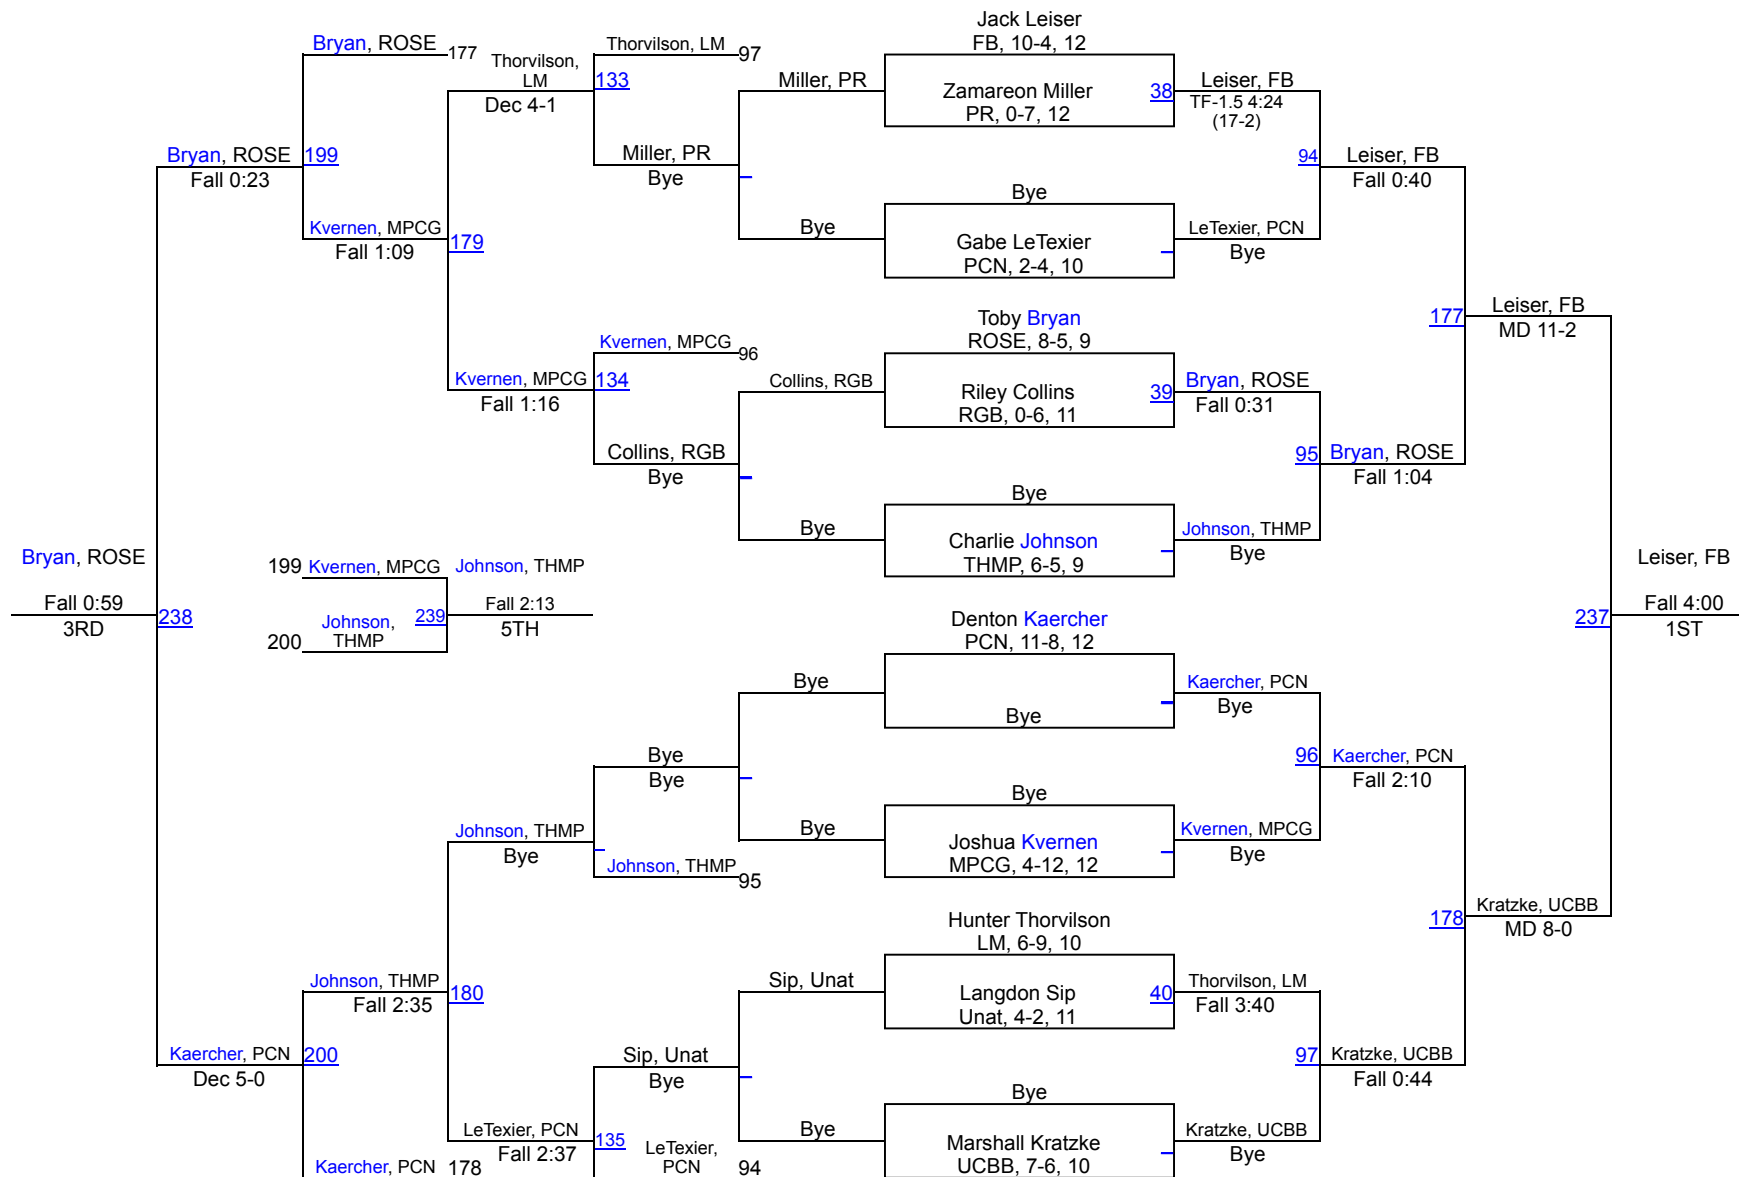 Jack Leiser
FB, 10-4, 12
Bryan, ROSE
177
Thorvilson, LM
97
Thorvilson,
LM
133
Dec 4-1
Miller, PR
Zamareon Miller
PR, 0-7, 12
38
Leiser, FB
TF-1.5 4:24
(17-2)
Bryan, ROSE
199
Fall 0:23
Miller, PR
Bye
94
Leiser, FB
Fall 0:40
Bye
Kvernen, MPCG
179
Fall 1:09
Bye
Gabe LeTexier
PCN, 2-4, 10
LeTexier, PCN
Bye
177
Leiser, FB
MD 11-2
Toby Bryan
ROSE, 8-5, 9
Kvernen, MPCG
96
Kvernen, MPCG
134
Fall 1:16
Collins, RGB
Riley Collins
RGB, 0-6, 11
39
Bryan, ROSE
Fall 0:31
Collins, RGB
Bye
95
Bryan, ROSE
Fall 1:04
Bye
Bye
Charlie Johnson
THMP, 6-5, 9
Johnson, THMP
Bye
Bryan, ROSE
199
Kvernen, MPCG
Johnson, THMP
Leiser, FB
Fall 0:59
238
3RD
Johnson,
THMP
200
239
Fall 2:13
5TH
237
Fall 4:00
1ST
Denton Kaercher
PCN, 11-8, 12
Bye
Bye
Kaercher, PCN
Bye
Bye
Bye
96
Kaercher, PCN
Fall 2:10
Bye
Johnson, THMP
Bye
Bye
Joshua Kvernen
MPCG, 4-12, 12
Kvernen, MPCG
Bye
Johnson, THMP
95
178
Kratzke, UCBB
MD 8-0
Hunter Thorvilson
LM, 6-9, 10
Johnson, THMP
180
Fall 2:35
Sip, Unat
Langdon Sip
Unat, 4-2, 11
40
Thorvilson, LM
Fall 3:40
Kaercher, PCN
200
Dec 5-0
Sip, Unat
Bye
97
Kratzke, UCBB
Fall 0:44
Bye
LeTexier, PCN
135
Fall 2:37
Bye
Marshall Kratzke
UCBB, 7-6, 10
Kratzke, UCBB
Bye
Kaercher, PCN
178
LeTexier,
PCN
94